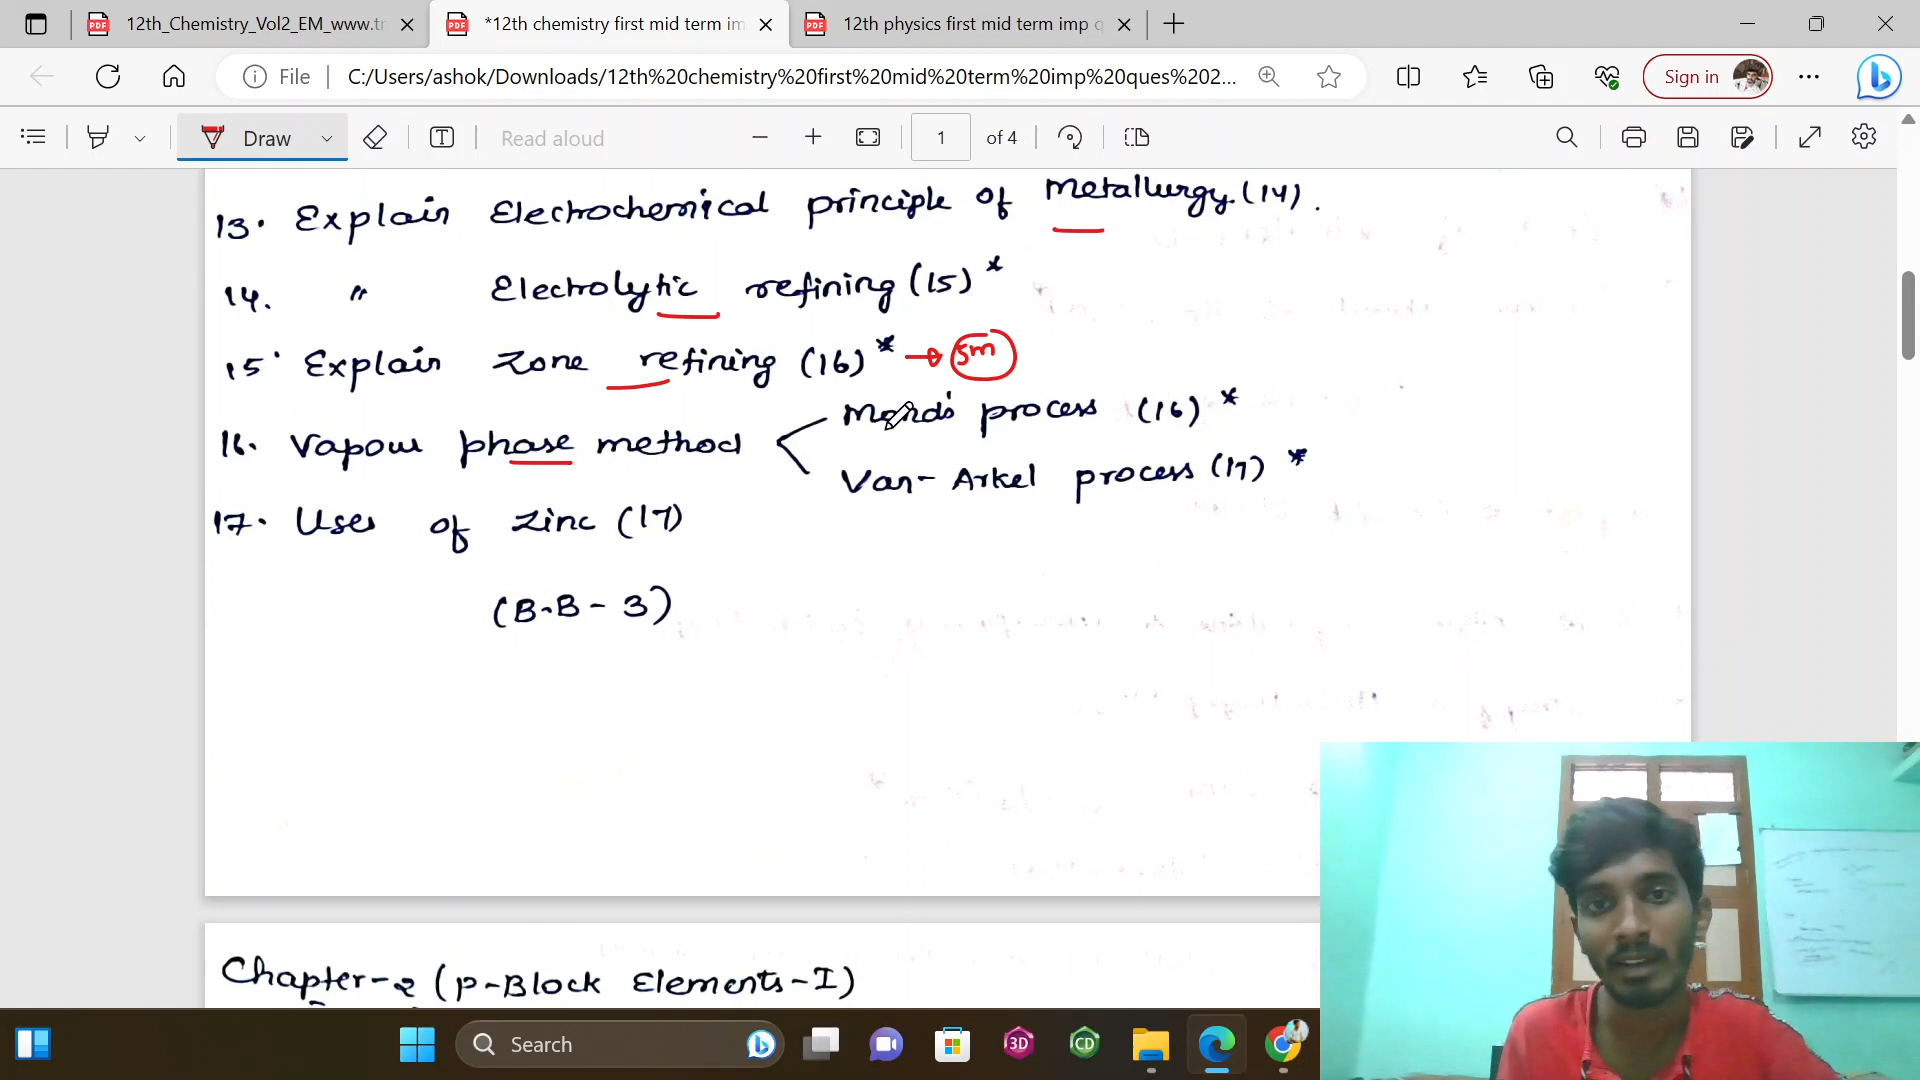 12th_Chemistry_Vol2_EM_www.tr
*12th chemistry first mid term im
12th physics first mid term imp q
File
C:/Users/ashok/Downloads/12th%20chemistry%20first%20mid%20term%20imp%20ques%202...
Sign in
Draw
Read aloud
1 of 4
13. Explain Electrochemical principle of Metallurgy.(14).
14. " Electrolytic refining (15)*
15. Explain Zone refining (16)* → 5m
16. Vapour phase method
Mond's process (16) *
Van-Arkel process (17) *
17. Uses of Zinc (17)
(B.B - 3)
Chapter-2 (P-Block Elements-I)
Search
3D
CD